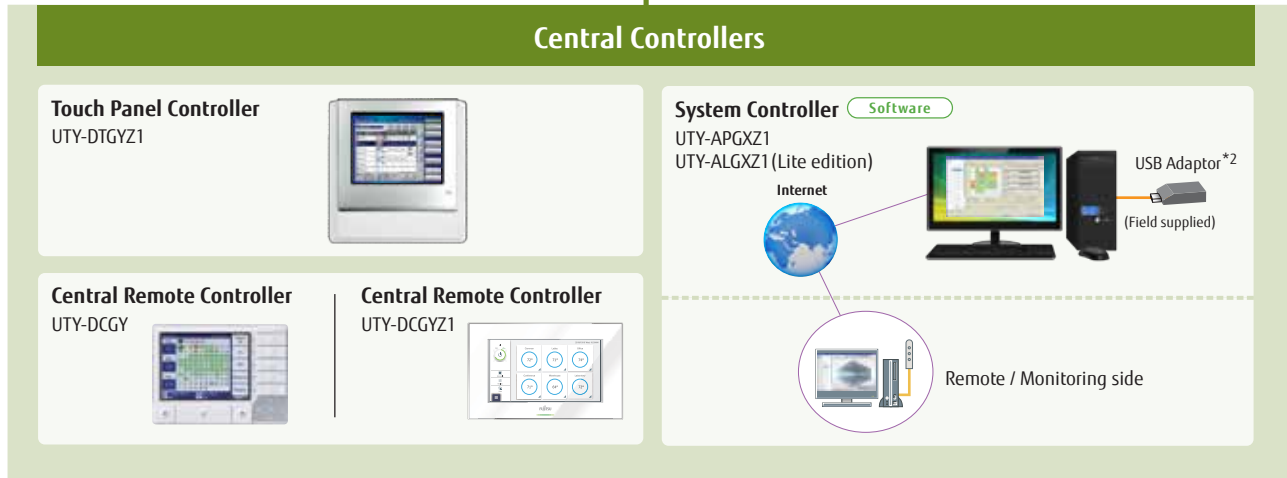 Central Controllers
Touch Panel Controller
UTY-DTGYZ1
System Controller Software
UTY-APGXZ1
UTY-ALGXZ1 (Lite edition)
Internet
USB Adaptor*2
(Field supplied)
Central Remote Controller
UTY-DCGY
Central Remote Controller
UTY-DCGYZ1
Remote / Monitoring side